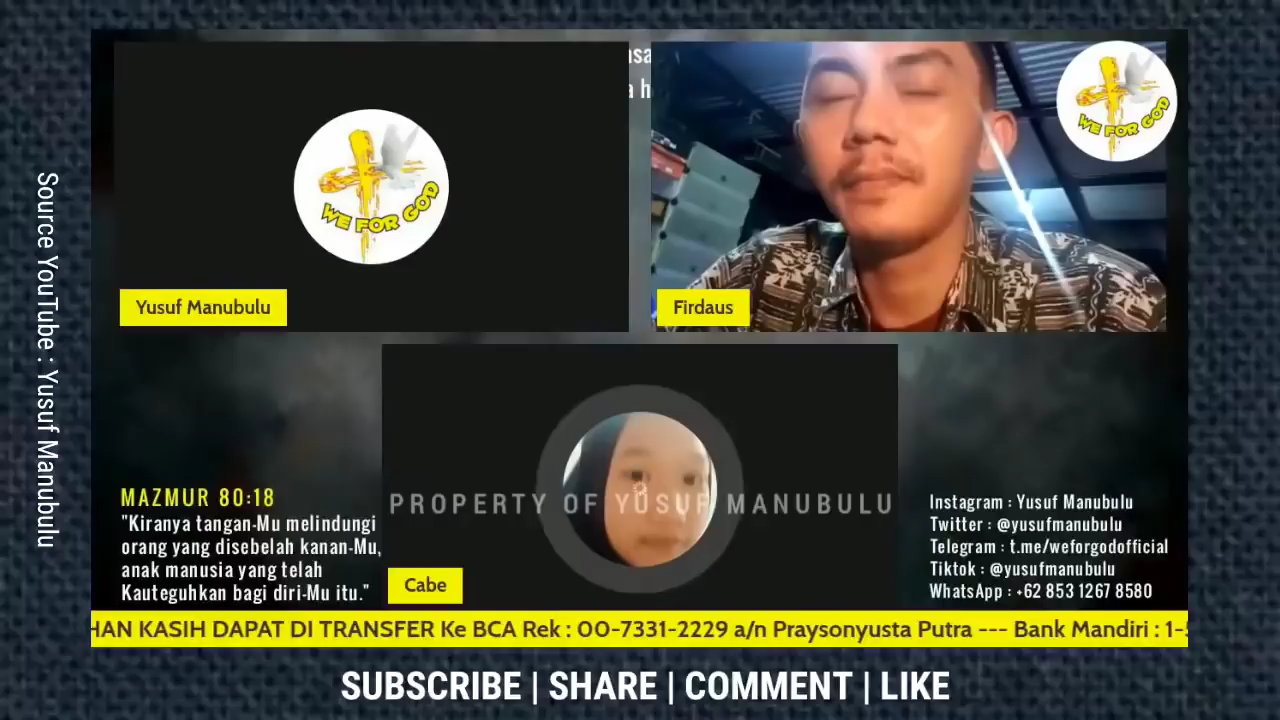 WE FOR GOD
WE FOR GOD
Yusuf Manubulu
Firdaus
Source YouTube : Yusuf Manubulu
PROPERTY OF YUSUF MANUBULU
Cabe
MAZMUR 80:18
"Kiranya tangan-Mu melindungi
orang yang disebelah kanan-Mu,
anak manusia yang telah
Kauteguhkan bagi diri-Mu itu."
Instagram : Yusuf Manubulu
Twitter : @yusufmanubulu
Telegram : t.me/weforgodofficial
Tiktok : @yusufmanubulu
WhatsApp : +62 853 1267 8580
HAN KASIH DAPAT DI TRANSFER Ke BCA Rek : 00-7331-2229 a/n Praysonyusta Putra --- Bank Mandiri : 1-
SUBSCRIBE | SHARE | COMMENT | LIKE